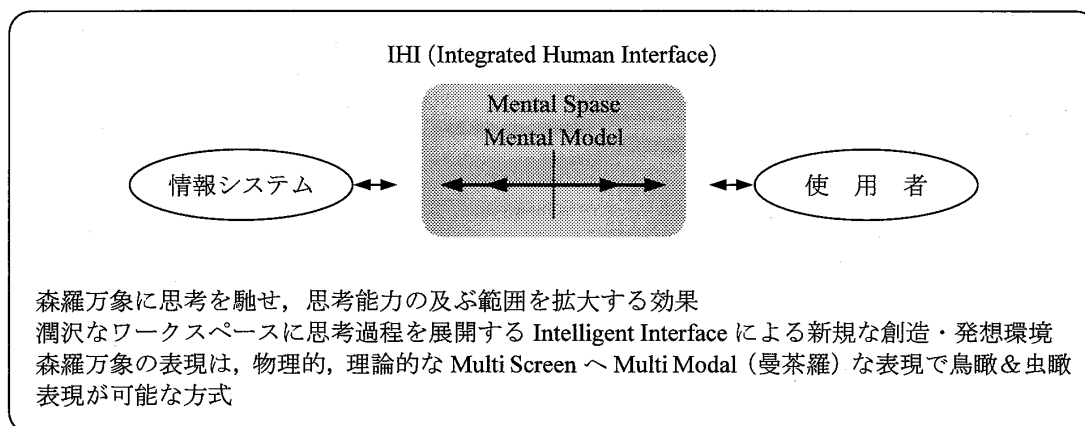 IHI (Integrated Human Interface)
Mental Spase
Mental Model
情報システム
使 用 者
森羅万象に思考を馳せ，思考能力の及ぶ範囲を拡大する効果
潤沢なワークスペースに思考過程を展開する Intelligent Interface による新規な創造・発想環境
森羅万象の表現は，物理的，理論的な Multi Screen へ Multi Modal（曼茶羅）な表現で鳥瞰＆虫瞰
表現が可能な方式